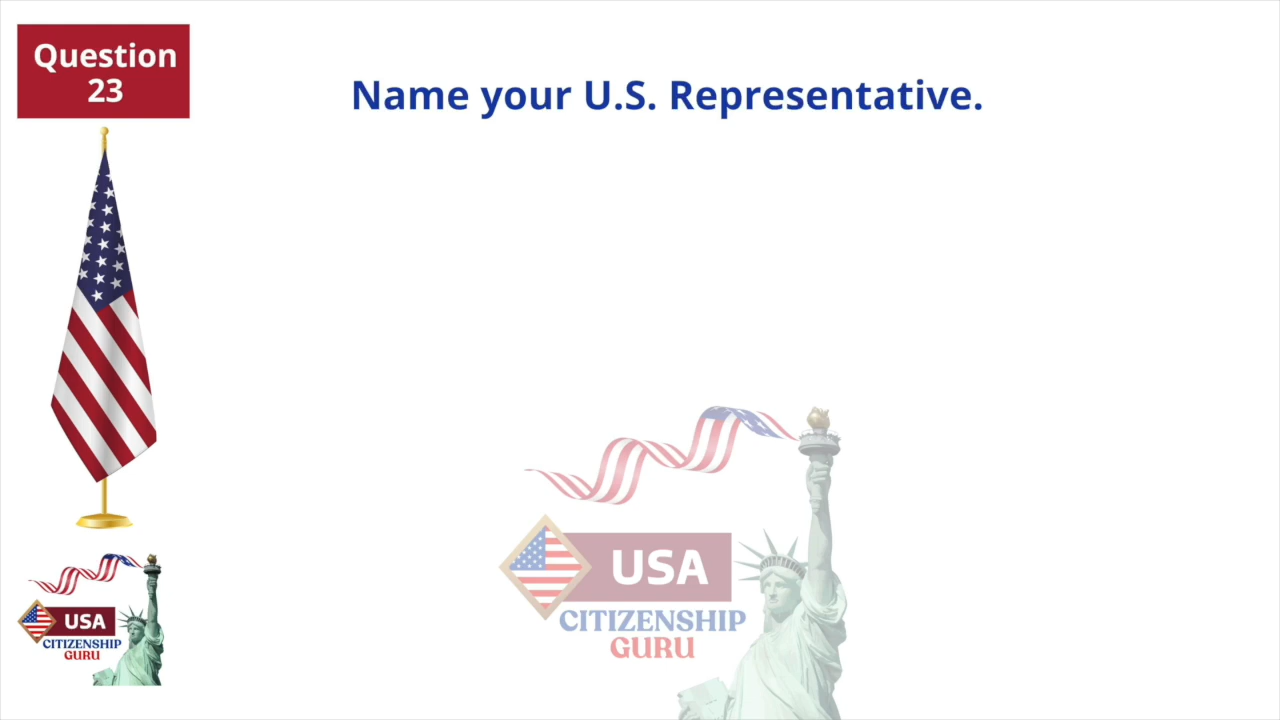 Question
23
Name your U.S. Representative.
USA
CITIZENSHIP
GURU
USA
CITIZENSHIP
GURU